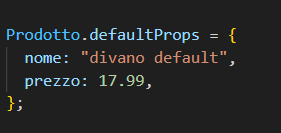 Prodotto.defaultProps = {
  nome: "divano default",
  prezzo: 17.99,
};